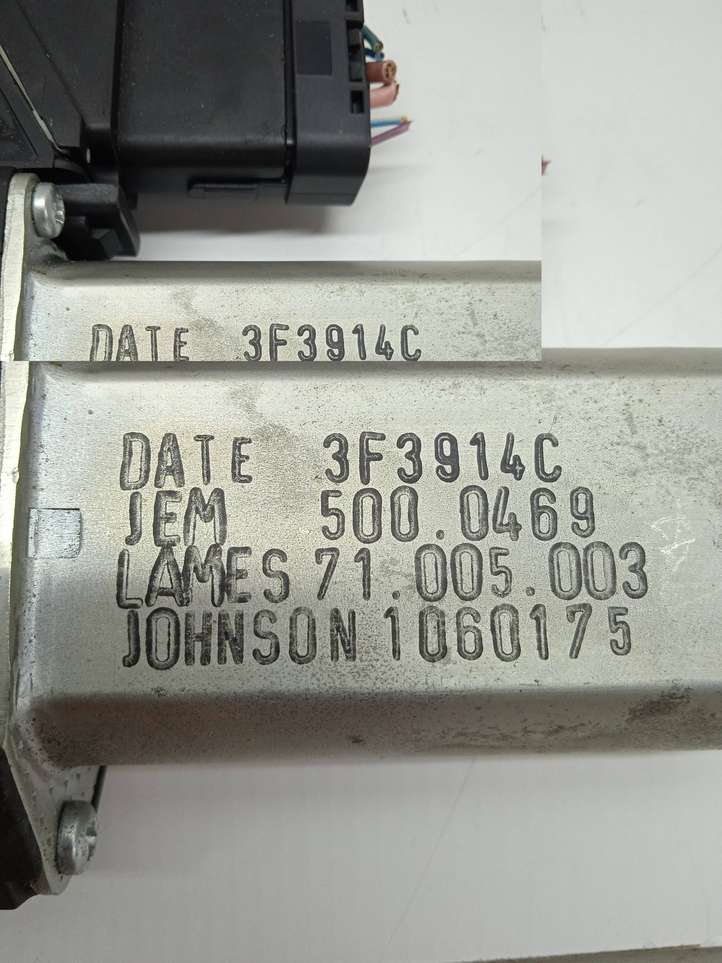 DATE 3F3914C
DATE 3F3914C
JEM 500.0469
LAMES 71.005.003
JOHNSON 1060175